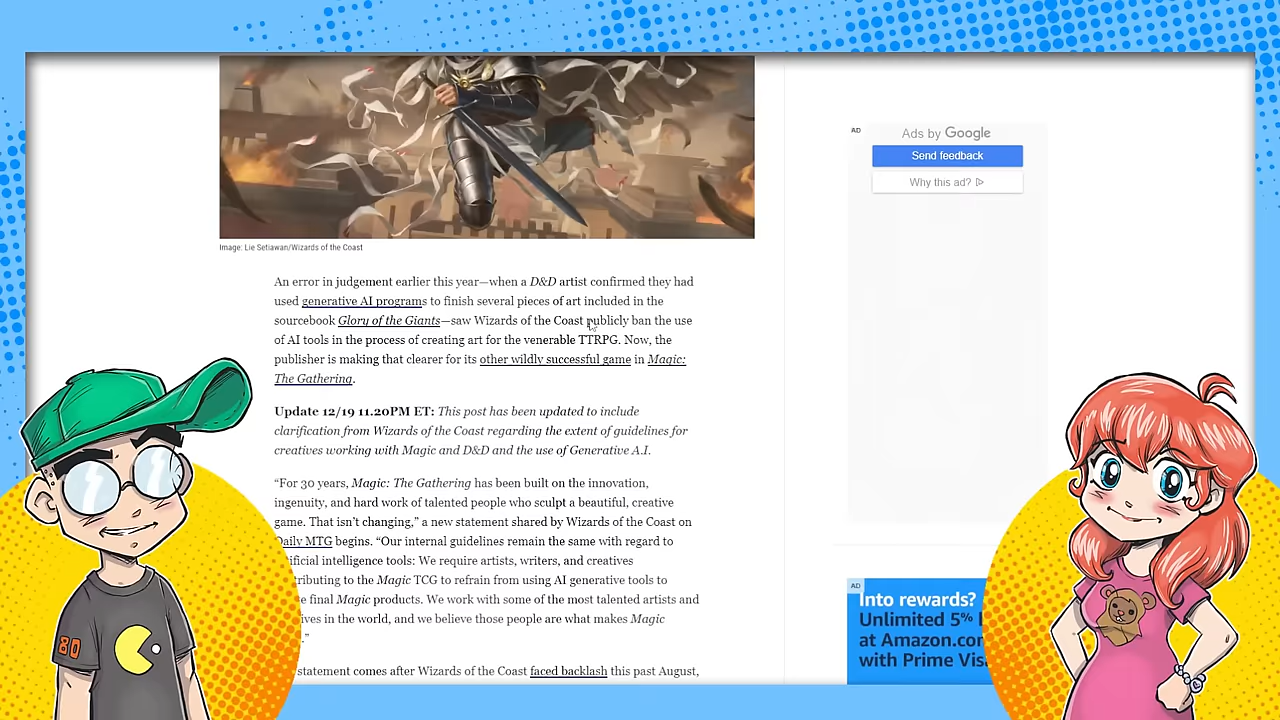 AD
Ads by Google
Send feedback
Why this ad?
Image: Lie Setiawan/Wizards of the Coast
An error in judgement earlier this year—when a D&D artist confirmed they had
used generative AI programs to finish several pieces of art included in the
sourcebook Glory of the Giants—saw Wizards of the Coast publicly ban the use
of AI tools in the process of creating art for the venerable TTRPG. Now, the
publisher is making that clearer for its other wildly successful game in Magic:
The Gathering.
Update 12/19 11.20PM ET: This post has been updated to include
clarification from Wizards of the Coast regarding the extent of guidelines for
creatives working with Magic and D&D and the use of Generative A.I.
“For 30 years, Magic: The Gathering has been built on the innovation,
ingenuity, and hard work of talented people who sculpt a beautiful, creative
game. That isn’t changing,” a new statement shared by Wizards of the Coast on
Daily MTG begins. “Our internal guidelines remain the same with regard to
ificial intelligence tools: We require artists, writers, and creatives
tributing to the Magic TCG to refrain from using AI generative tools to
e final Magic products. We work with some of the most talented artists and
ives in the world, and we believe those people are what makes Magic
.”
statement comes after Wizards of the Coast faced backlash this past August,
AD
Into rewards?
Unlimited 5%
at Amazon.co
with Prime Vis
80